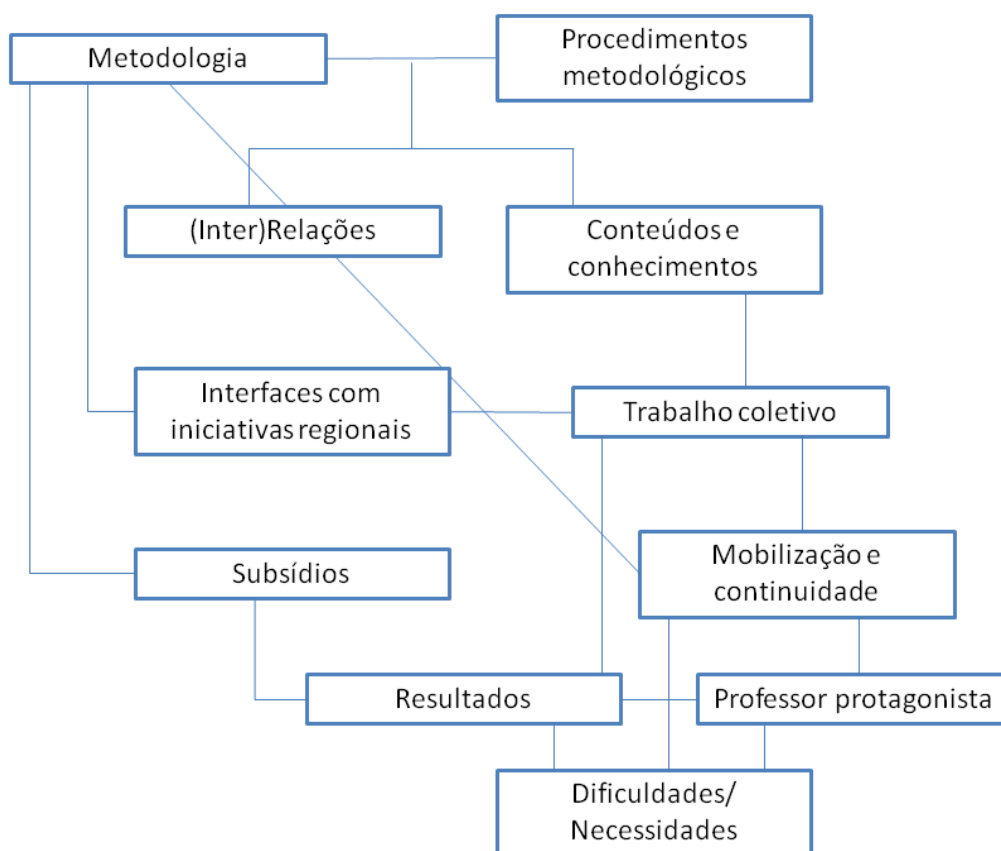 Metodologia
Procedimentos
metodológicos
(Inter)Relações
Conteúdos e
conhecimentos
Interfaces com
iniciativas regionais
Trabalho coletivo
Mobilização e
continuidade
Subsídios
Resultados
Professor protagonista
Dificuldades/
Necessidades